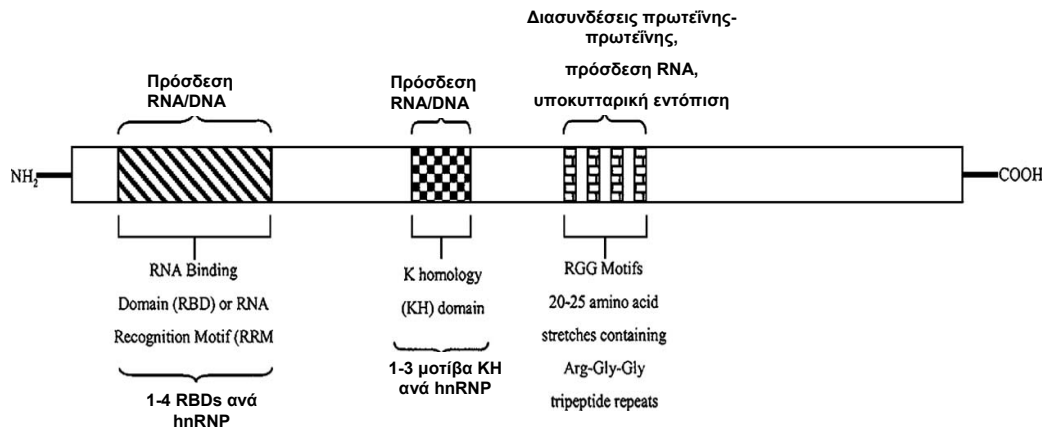 Διασυνδέσεις πρωτεΐνης-
πρωτεΐνης,
πρόσδεση RNA,
υποκυτταρική εντόπιση
Πρόσδεση
RNA/DNA
Πρόσδεση
RNA/DNA
NH2
COOH
RNA Binding
Domain (RBD) or RNA
Recognition Motif (RRM
1-4 RBDs ανά
hnRNP
K homology
(KH) domain
1-3 μοτίβα KH
ανά hnRNP
RGG Motifs
20-25 amino acid
stretches containing
Arg-Gly-Gly
tripeptide repeats